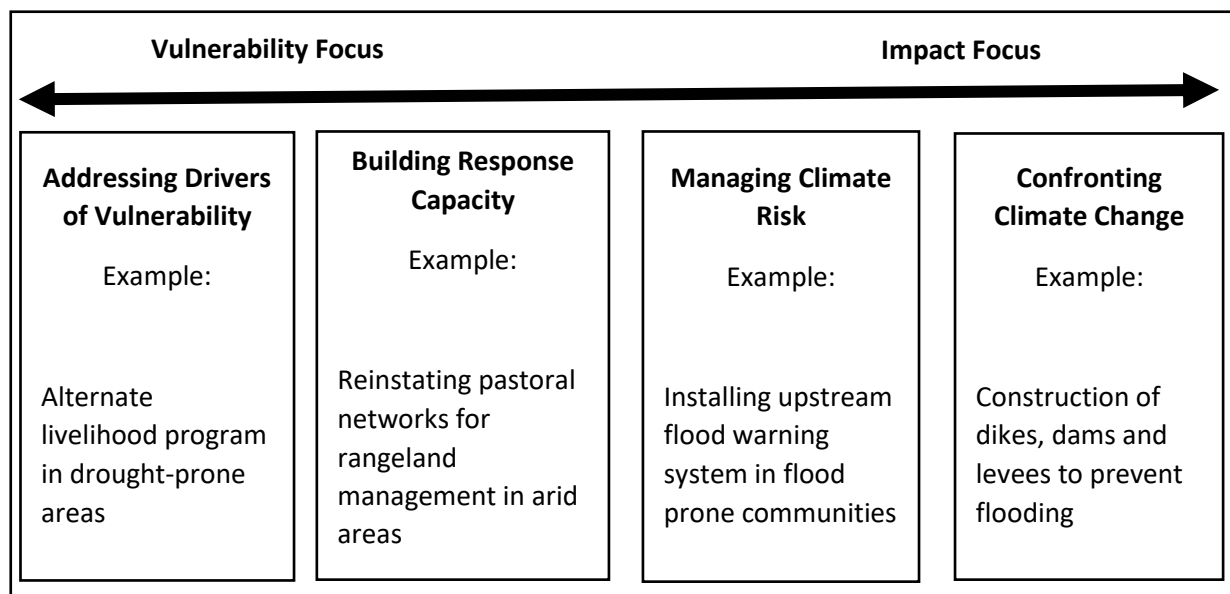 Vulnerability Focus
Impact Focus
Addressing Drivers
of Vulnerability
Example:
Alternate
livelihood program
in drought-prone
areas
Building Response
Capacity
Example:
Reinstating pastoral
networks for
rangeland
management in arid
areas
Managing Climate
Risk
Example:
Installing upstream
flood warning
system in flood
prone communities
Confronting
Climate Change
Example:
Construction of
dikes, dams and
levees to prevent
flooding